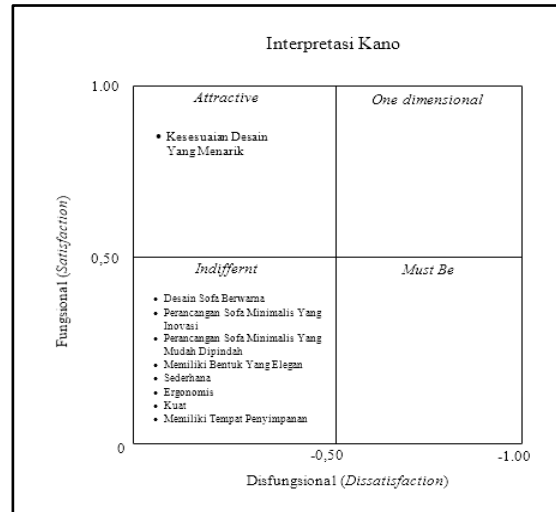 Interpretasi Kano
1.00
Attractive
One dimensional
• Kesesuaian Desain
Yang Menarik
Fungsional (Satisfaction)
0,50
Indiffernt
Must Be
• Desain Sofa Berwarna
• Perancangan Sofa Minimalis Yang
Inovasi
• Perancangan Sofa Minimalis Yang
Mudah Dipindah
• Memiliki Bentuk Yang Elegan
• Sederhana
• Ergonomis
• Kuat
• Memiliki Tempat Penyimpanan
0
-0,50
-1.00
Disfungsional (Dissatisfaction)